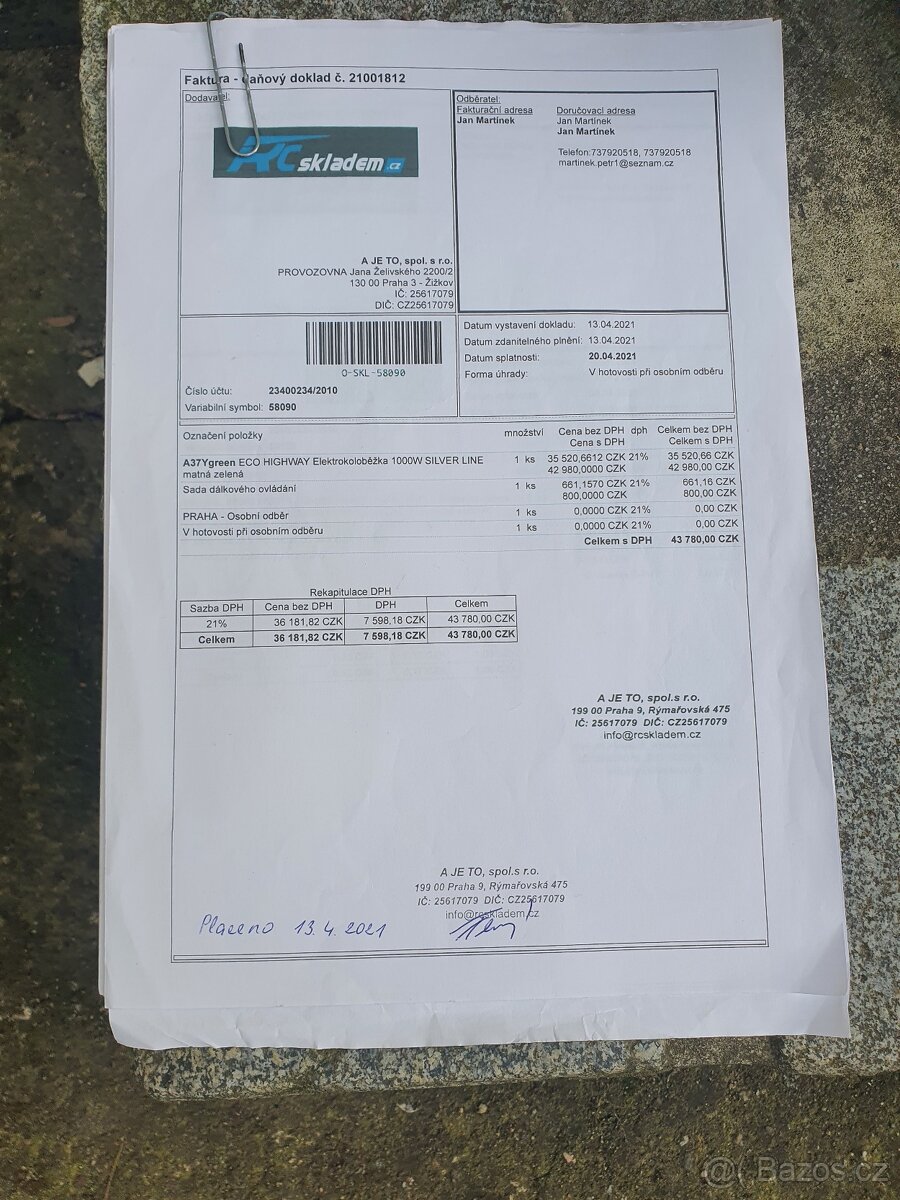 Faktura - daňový doklad č. 21001812
Dodavatel:
RC skladem.cz
A JE TO, spol. s r.o.
PROVOZOVNA Jana Želivského 2200/2
130 00 Praha 3 - Žižkov
IČ: 25617079
DIČ: CZ25617079
Odběratel:
Fakturační adresa Doručovací adresa
Jan Martínek Jan Martínek
Jan Martínek
Telefon:737920518, 737920518
martinek.petr1@seznam.cz
O-SKL-58090
Číslo účtu: 23400234/2010
Variabilní symbol: 58090
Datum vystavení dokladu: 13.04.2021
Datum zdanitelného plnění: 13.04.2021
Datum splatnosti: 20.04.2021
Forma úhrady: V hotovosti při osobním odběru
Označení položky množství Cena bez DPH dph Celkem bez DPH
Cena s DPH Celkem s DPH
A37Ygreen ECO HIGHWAY Elektrokoloběžka 1000W SILVER LINE 1 ks 35 520,6612 CZK 21% 35 520,66 CZK
matná zelená 42 980,0000 CZK 42 980,00 CZK
Sada dálkového ovládání 1 ks 661,1570 CZK 21% 661,16 CZK
800,0000 CZK 800,00 CZK
PRAHA - Osobní odběr 1 ks 0,0000 CZK 21% 0,00 CZK
V hotovosti při osobním odběru 1 ks 0,0000 CZK 21% 0,00 CZK
Celkem s DPH 43 780,00 CZK
Rekapitulace DPH
Sazba DPH Cena bez DPH DPH Celkem
21% 36 181,82 CZK 7 598,18 CZK 43 780,00 CZK
Celkem 36 181,82 CZK 7 598,18 CZK 43 780,00 CZK
A JE TO, spol.s r.o.
199 00 Praha 9, Rýmařovská 475
IČ: 25617079 DIČ: CZ25617079
info@rcskladem.cz
A JE TO, spol.s r.o.
199 00 Praha 9, Rýmařovská 475
IČ: 25617079 DIČ: CZ25617079
info@rcskladem.cz
Placeno 13.4.2021
@ Bazos.cz